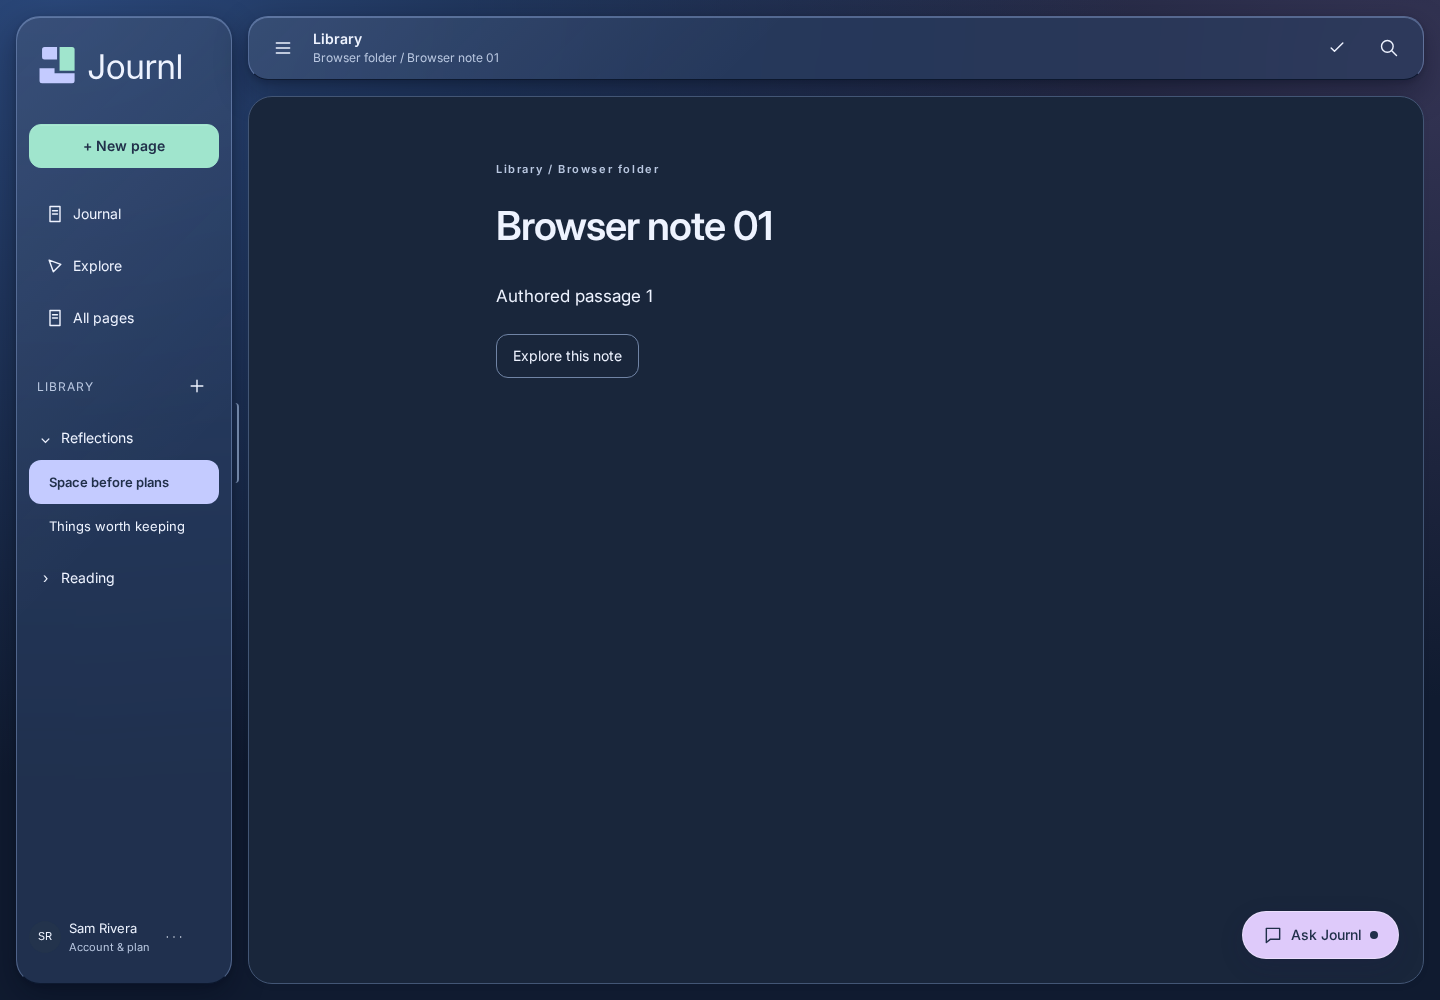 Journl
+ New page
Journal
Explore
All pages
LIBRARY
Reflections
Space before plans
Things worth keeping
Reading
SR
Sam Rivera
Account & plan
Library
Browser folder / Browser note 01
Library / Browser folder
Browser note 01
Authored passage 1
Explore this note
Ask Journl